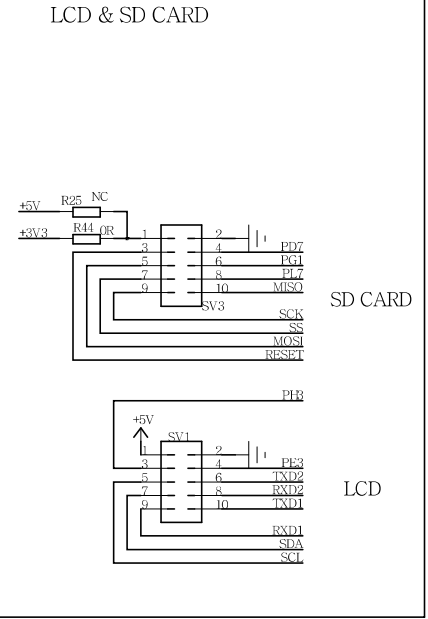 LCD & SD CARD
R25 NC
+5V
R44 0R
+3V3
1 2
3 4 PD7
5 6 PG1
7 8 PL7
9 10 MISO
SV3
SD CARD
SCK
SS
MOSI
RESET
PH3
+5V
SV1
1 2
3 4 PE3
5 6 TXD2
7 8 RXD2
9 10 TXD1
LCD
RXD1
SDA
SCL